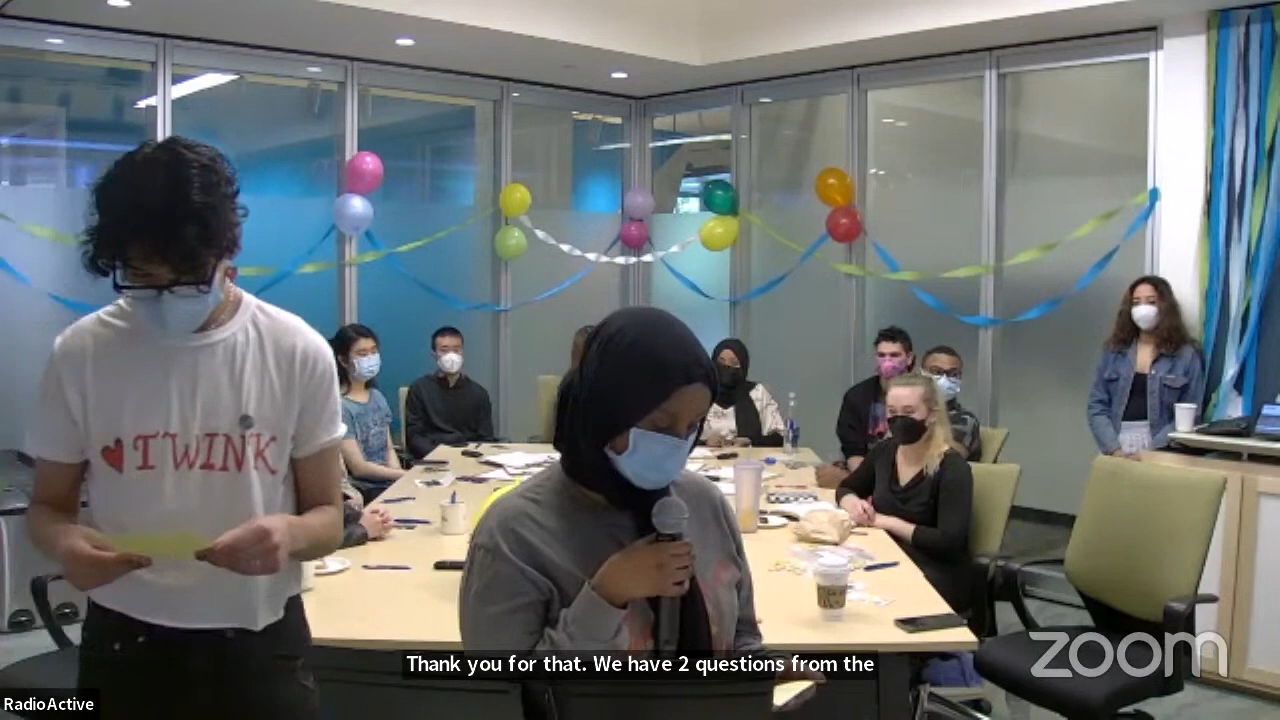 ❤TWINK
Thank you for that. We have 2 questions from the
zoom
RadioActive